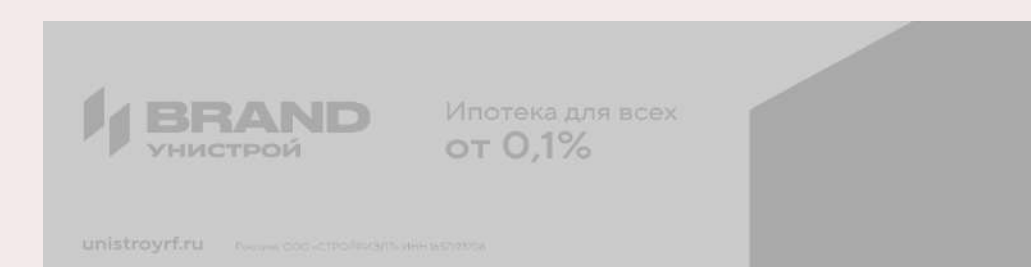 BRAND
УНИСТРОЙ
Ипотека для всех
от 0,1%
unistroyrf.ru